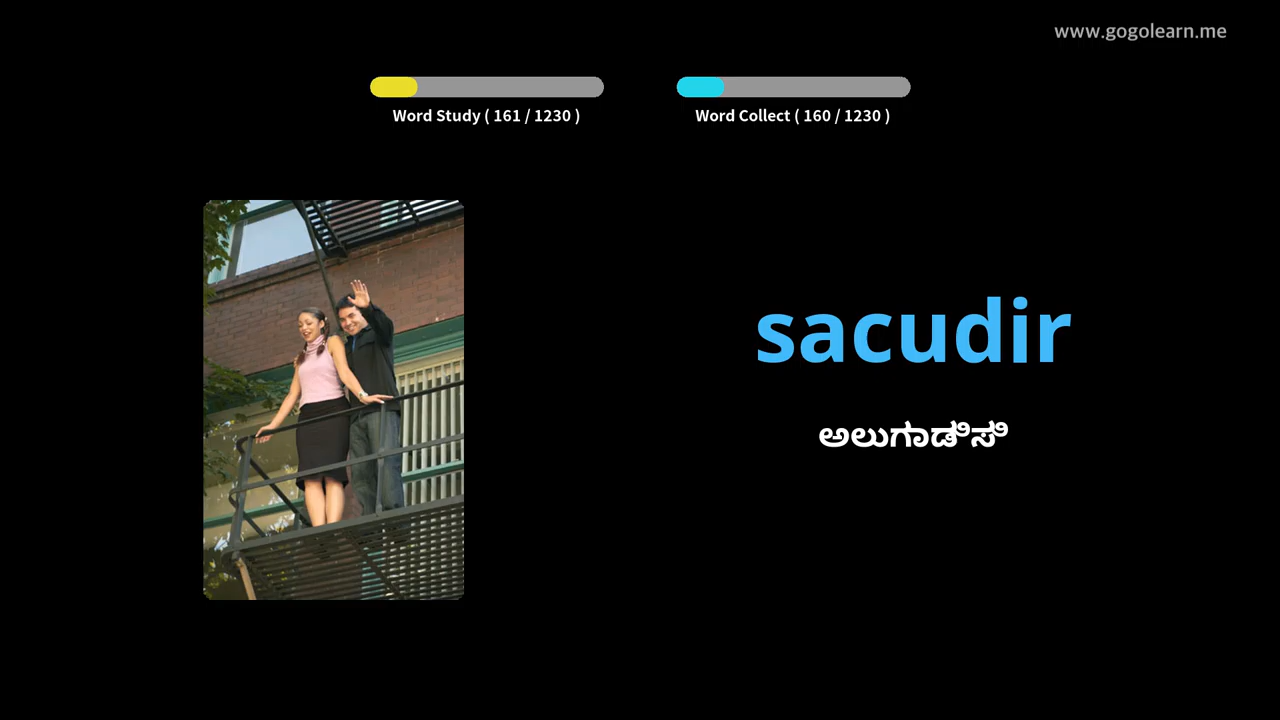 www.gogolearn.me
Word Study ( 161 / 1230 )
Word Collect ( 160 / 1230 )
sacudir
ಅಲುಗಾಡಿಸಿ